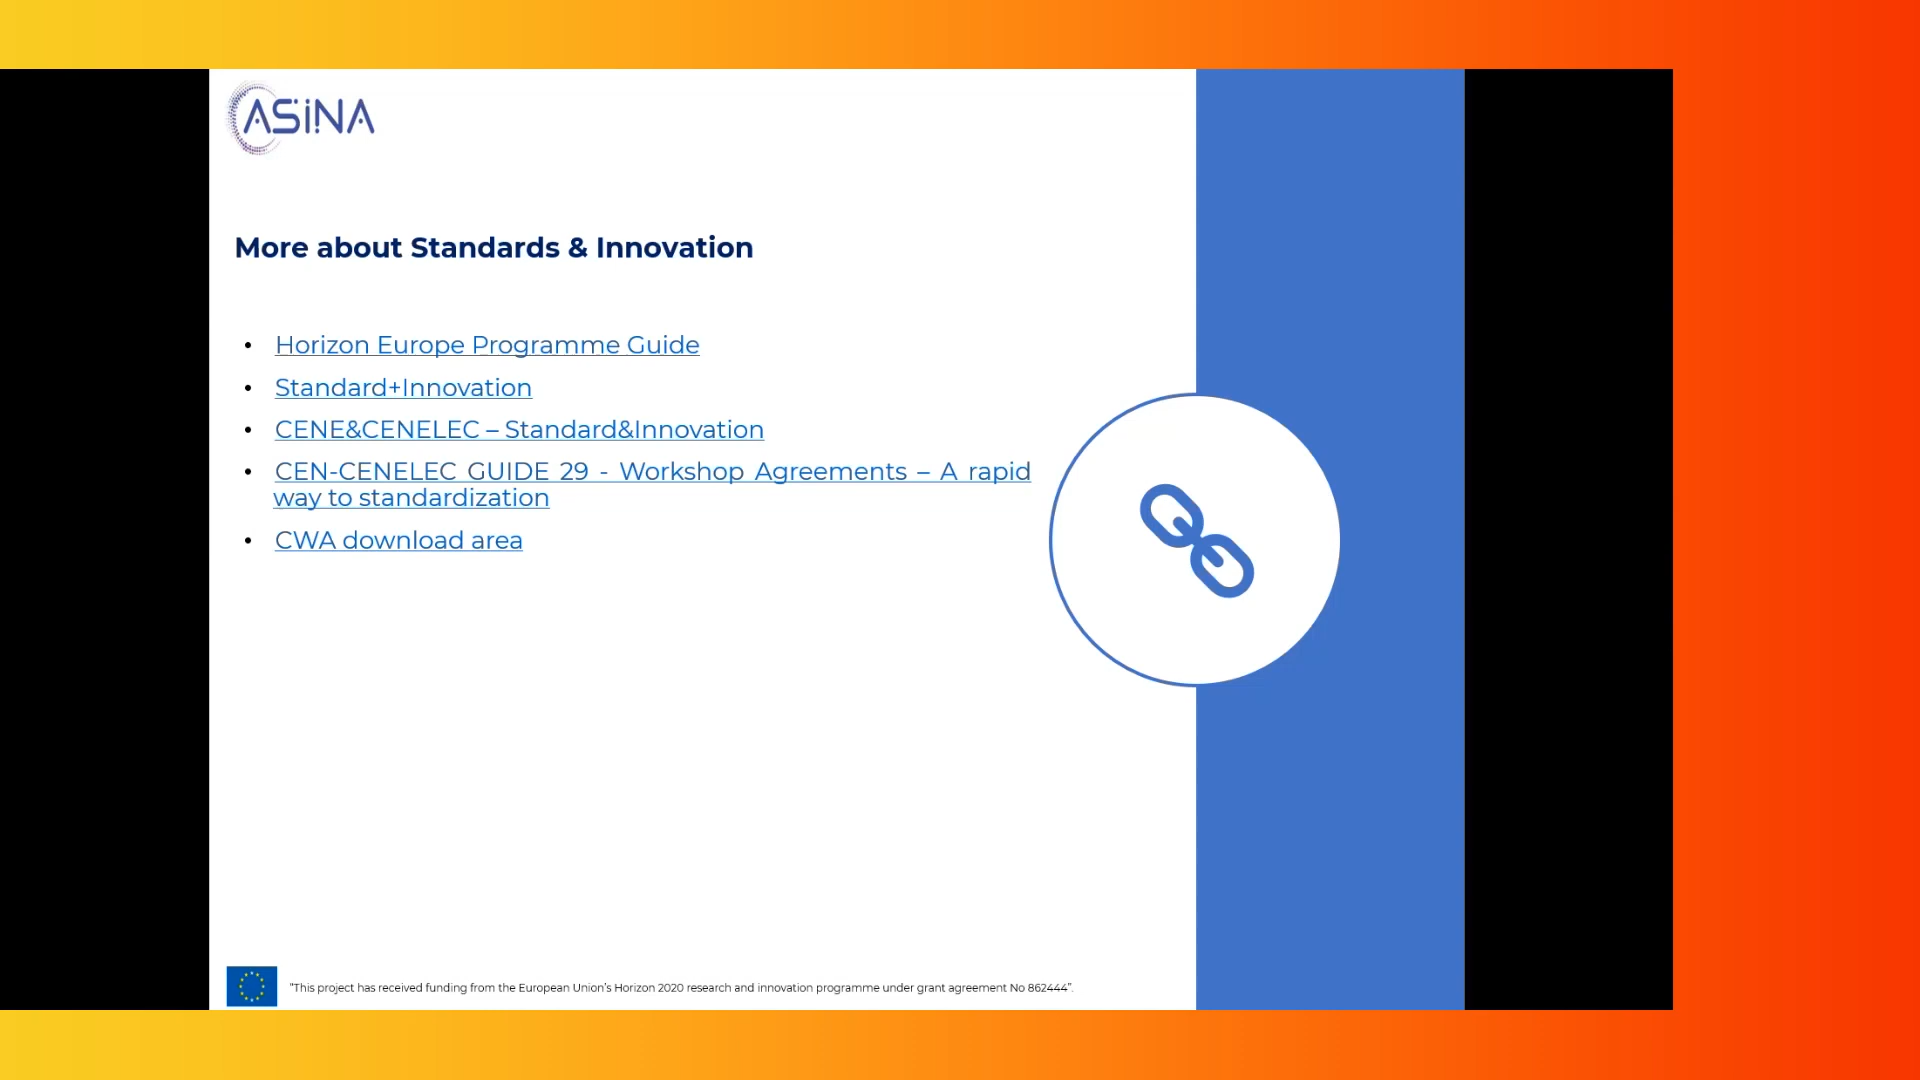 ASINA
More about Standards & Innovation
• Horizon Europe Programme Guide
• Standard+Innovation
• CENE&CENELEC – Standard&Innovation
• CEN-CENELEC GUIDE 29 - Workshop Agreements – A rapid
way to standardization
• CWA download area
"This project has received funding from the European Union's Horizon 2020 research and innovation programme under grant agreement No 862444".